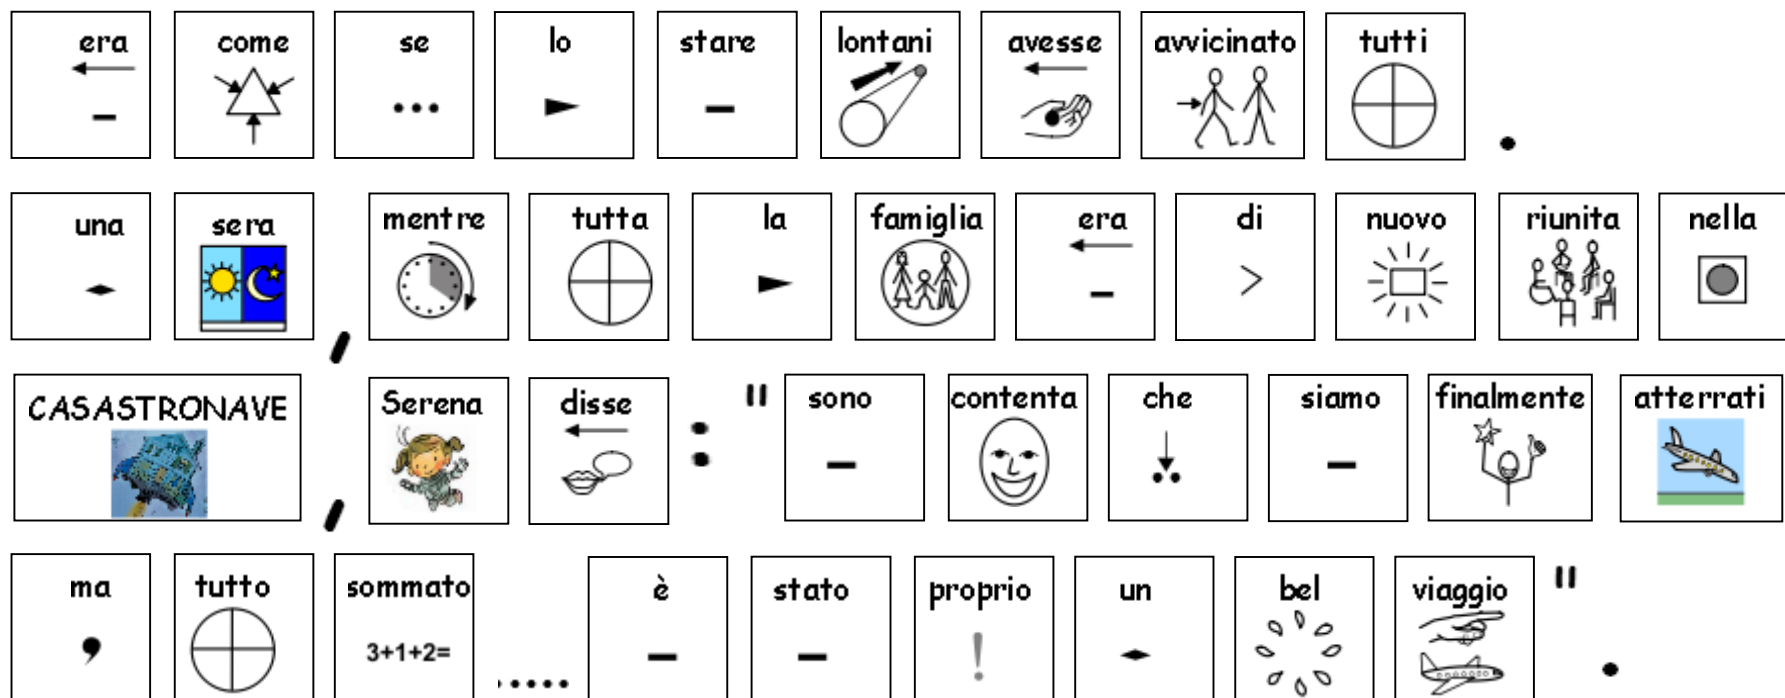 era come se lo stare lontani avesse avvicinato tutti .
una sera , mentre tutta la famiglia era di nuovo riunita nella
CASASTRONAVE , Serena disse : " sono contenta che siamo finalmente atterrati
ma tutto sommato 3+1+2= ..... è stato proprio ! un bel viaggio " .